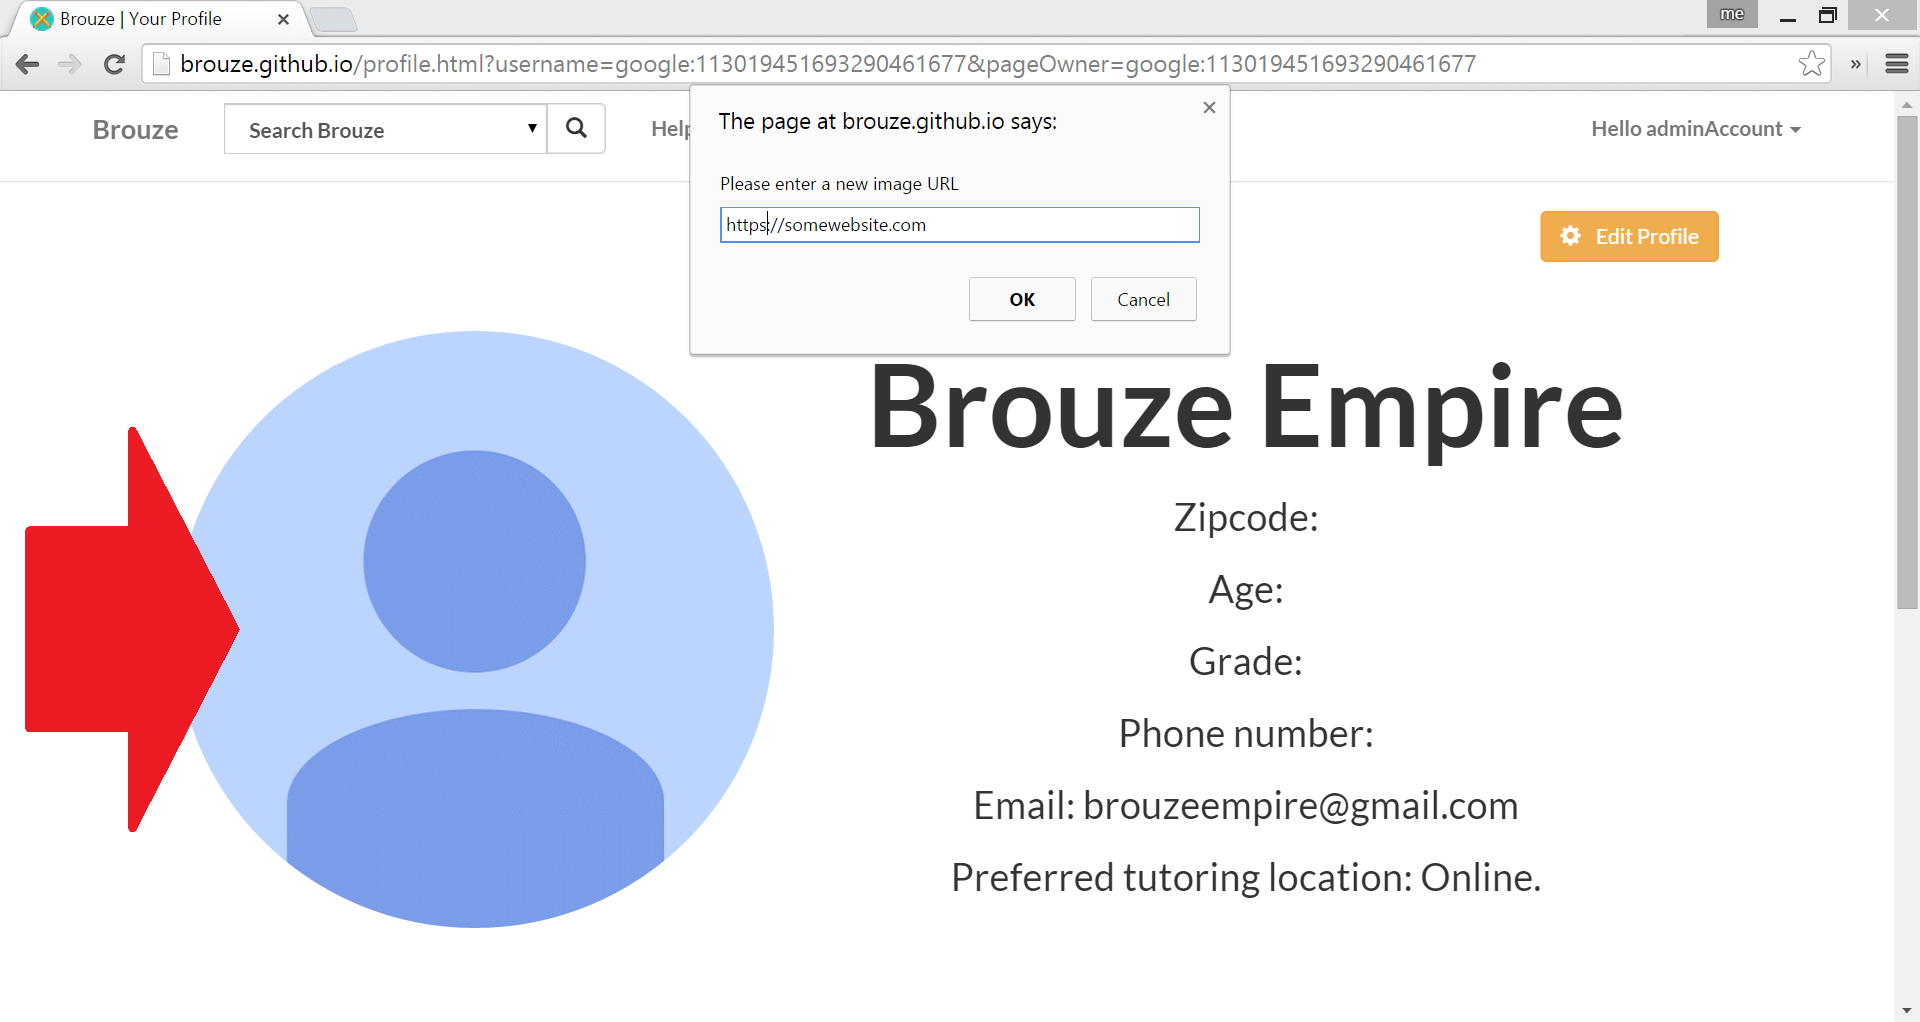 Brouze | Your Profile
me
brouze.github.io/profile.html?username=google:113019451693290461677&pageOwner=google:113019451693290461677
Brouze
Search Brouze
Help
Hello adminAccount
The page at brouze.github.io says:
Please enter a new image URL
https://somewebsite.com
OK
Cancel
Edit Profile
Brouze Empire
Zipcode:
Age:
Grade:
Phone number:
Email: brouzeempire@gmail.com
Preferred tutoring location: Online.